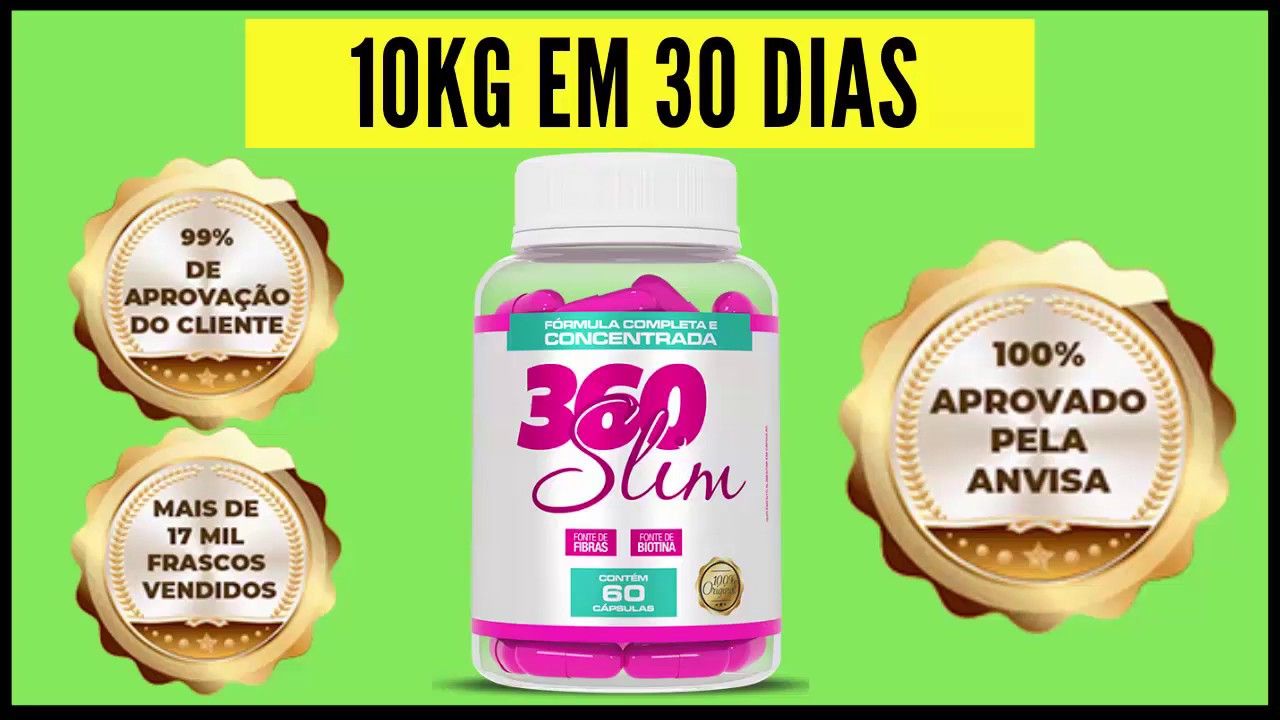 10KG EM 30 DIAS
99%
DE
APROVAÇÃO
DO CLIENTE
MAIS DE
17 MIL
FRASCOS
VENDIDOS
FÓRMULA COMPLETA E
CONCENTRADA
360
Slim
FONTE DE
FIBRAS
FONTE DE
BIOTINA
CONTÉM
60
CÁPSULAS
100%
Original
100%
APROVADO
PELA
ANVISA